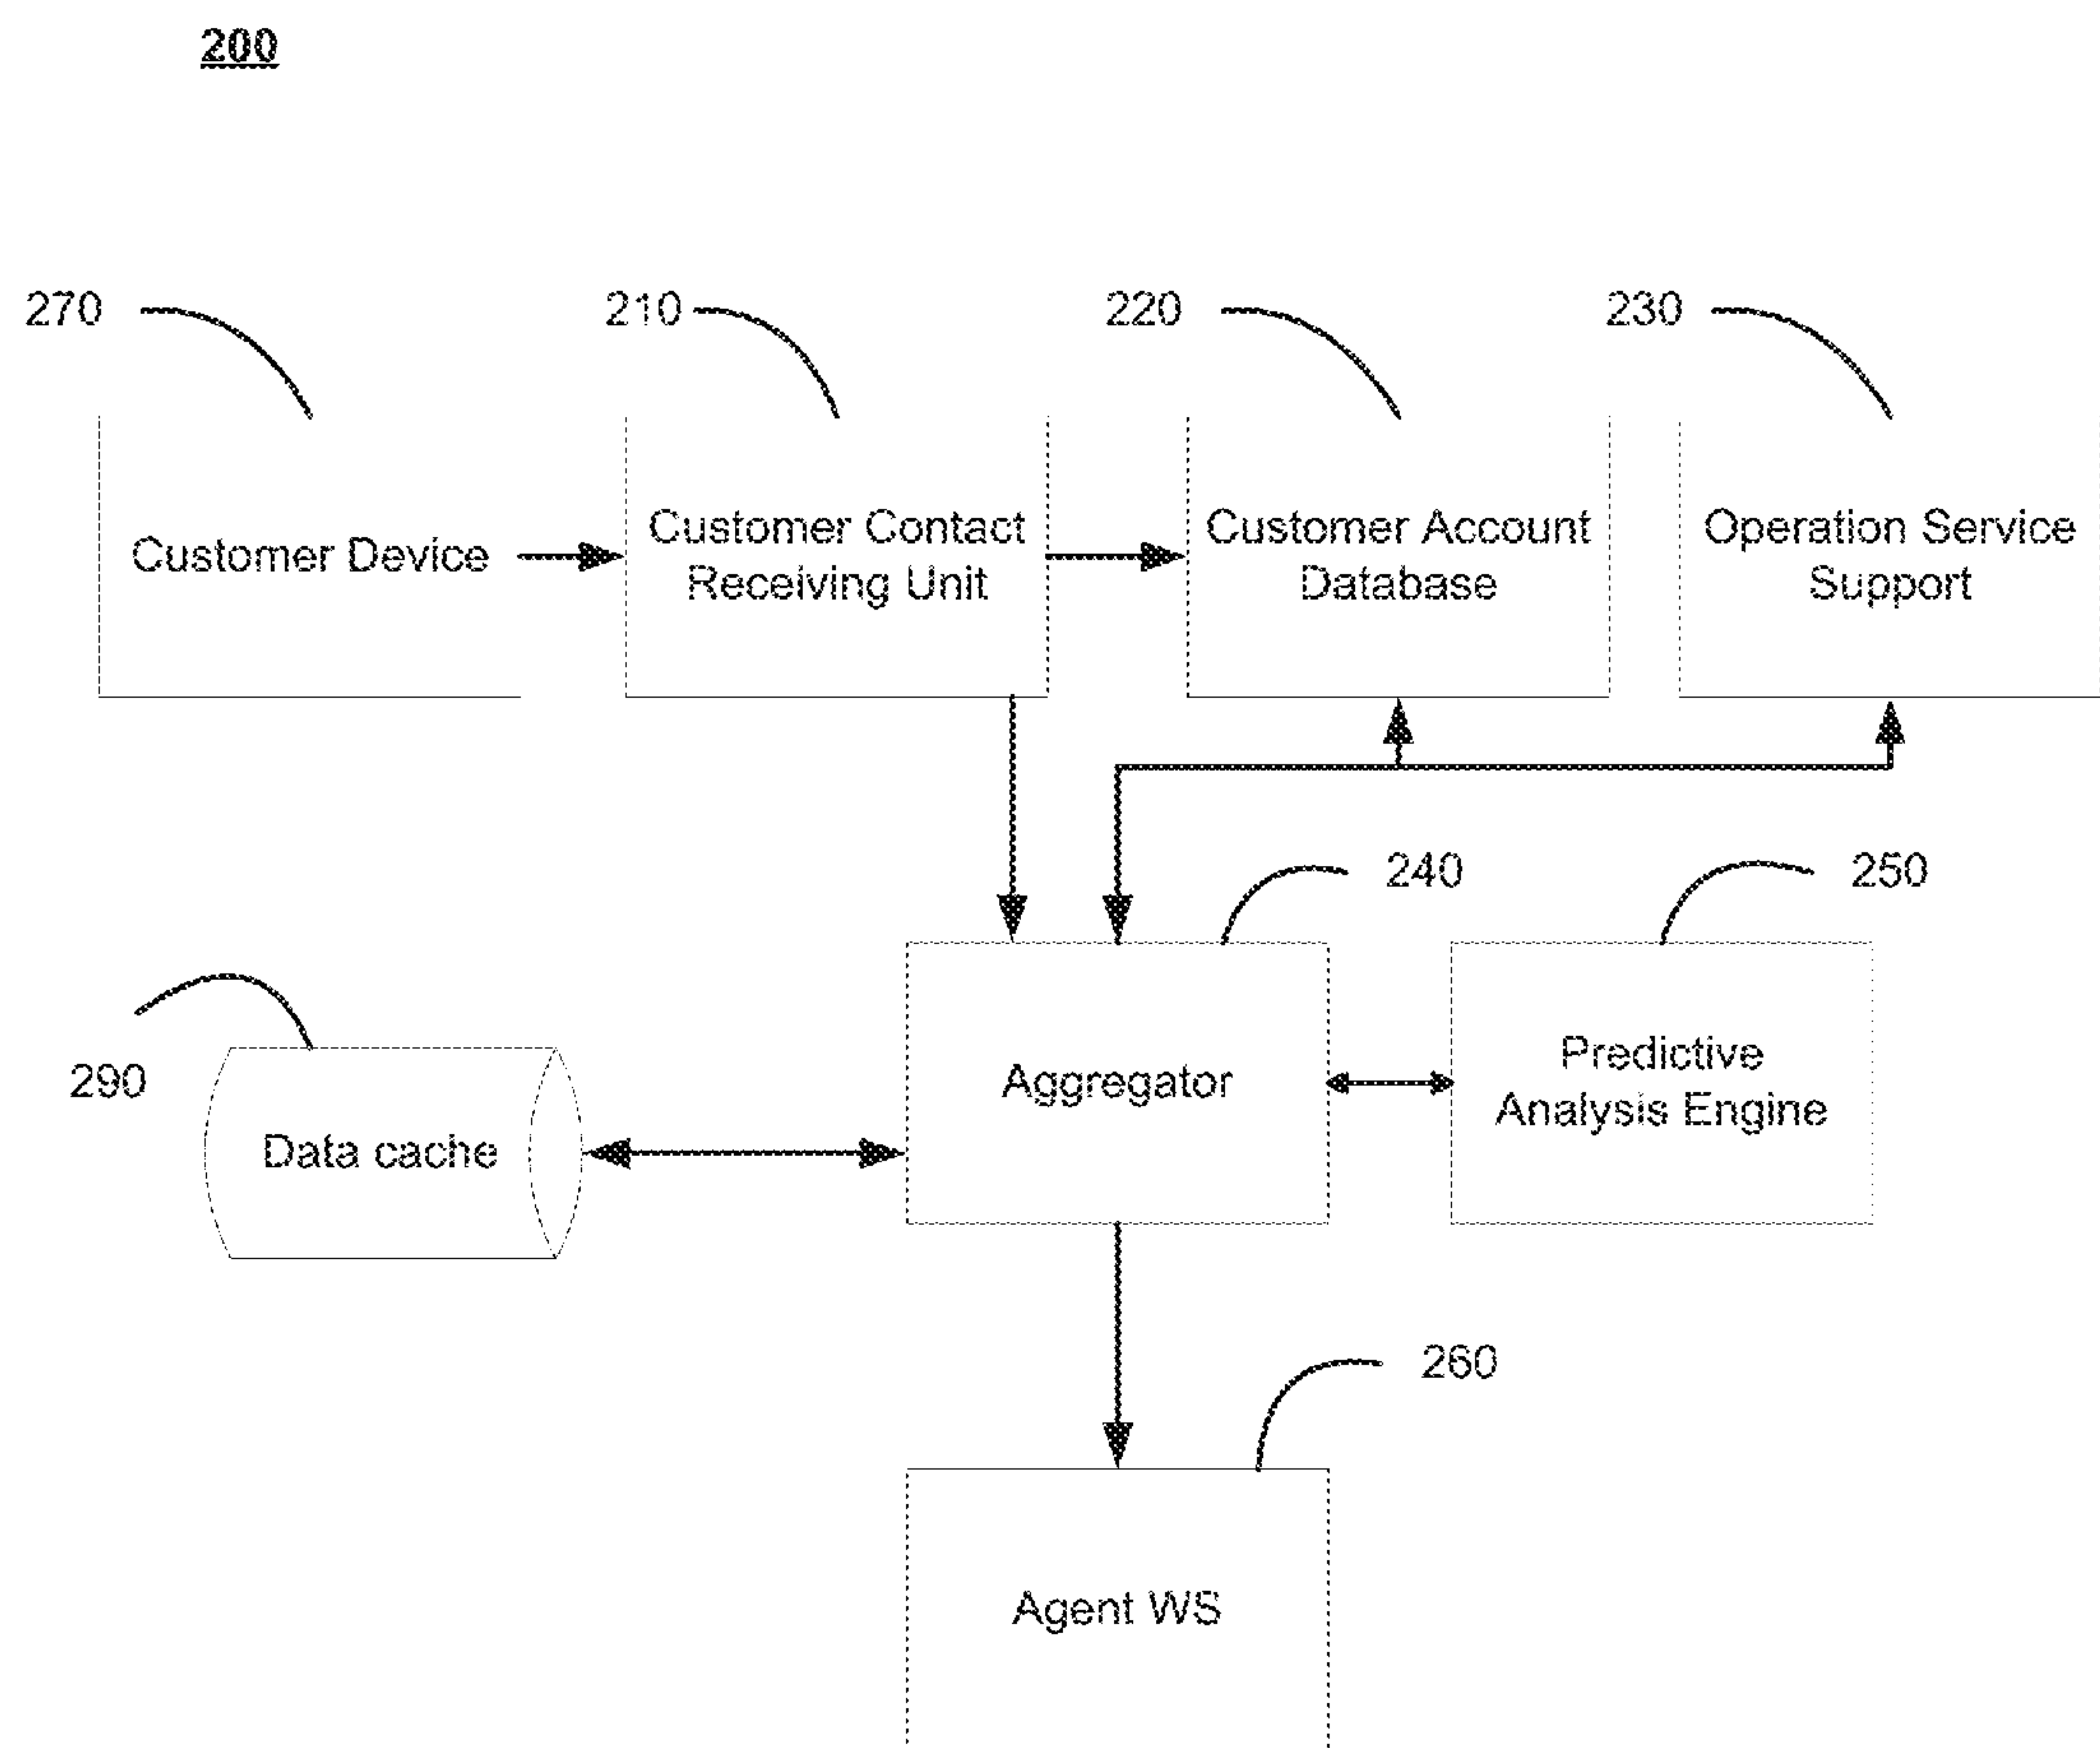 200
270
210
220
230
Customer Device
Customer Contact
Receiving Unit
Customer Account
Database
Operation Service
Support
240
250
290
Data cache
Aggregator
Predictive
Analysis Engine
260
Agent WS